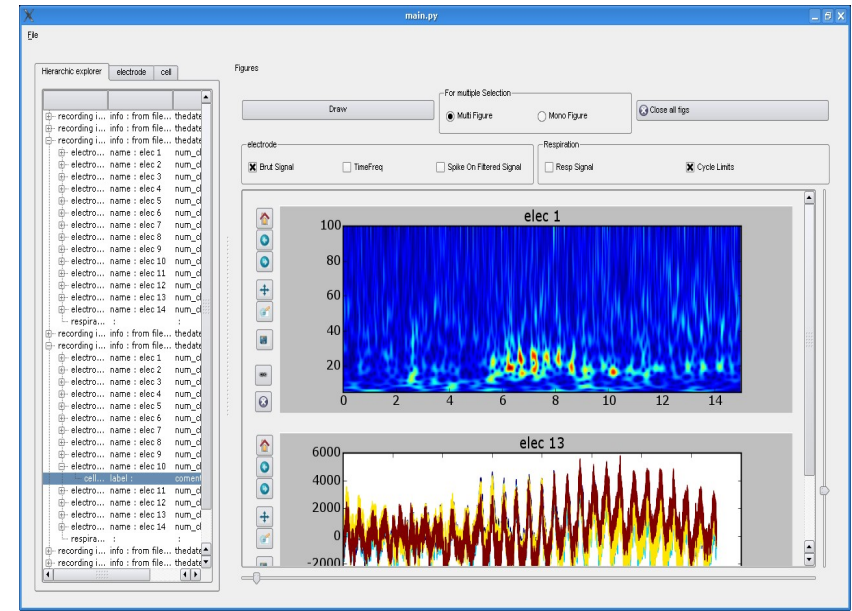 main.py
File
Hierarchic explorer electrode cell
recording i... info : from file... thedate
recording i... info : from file... thedate
recording i... info : from file... thedate
electro... name : elec 1 num_cl
electro... name : elec 2 num_cl
electro... name : elec 3 num_cl
electro... name : elec 4 num_cl
electro... name : elec 5 num_cl
electro... name : elec 6 num_cl
electro... name : elec 7 num_cl
electro... name : elec 8 num_cl
electro... name : elec 9 num_cl
electro... name : elec 10 num_cl
electro... name : elec 11 num_cl
electro... name : elec 12 num_cl
electro... name : elec 13 num_cl
electro... name : elec 14 num_cl
respira... : :
recording i... info : from file... thedate
recording i... info : from file... thedate
electro... name : elec 1 num_cl
electro... name : elec 2 num_cl
electro... name : elec 3 num_cl
electro... name : elec 4 num_cl
electro... name : elec 5 num_cl
electro... name : elec 6 num_cl
electro... name : elec 7 num_cl
electro... name : elec 8 num_cl
electro... name : elec 9 num_cl
electro... name : elec 10 num_cl
cell... label : coment
electro... name : elec 11 num_cl
electro... name : elec 12 num_cl
electro... name : elec 13 num_cl
electro... name : elec 14 num_cl
respira... : :
recording i... info : from file... thedate
recording i... info : from file... thedate
Figures
Draw
For multiple Selection
Multi Figure Mono Figure
Close all figs
electrode
Brut Signal TimeFreq Spike On Filtered Signal
Respiration
Resp Signal Cycle Limits
elec 1
100
80
60
40
20
0 2 4 6 8 10 12 14
elec 13
6000
4000
2000
0
-2000